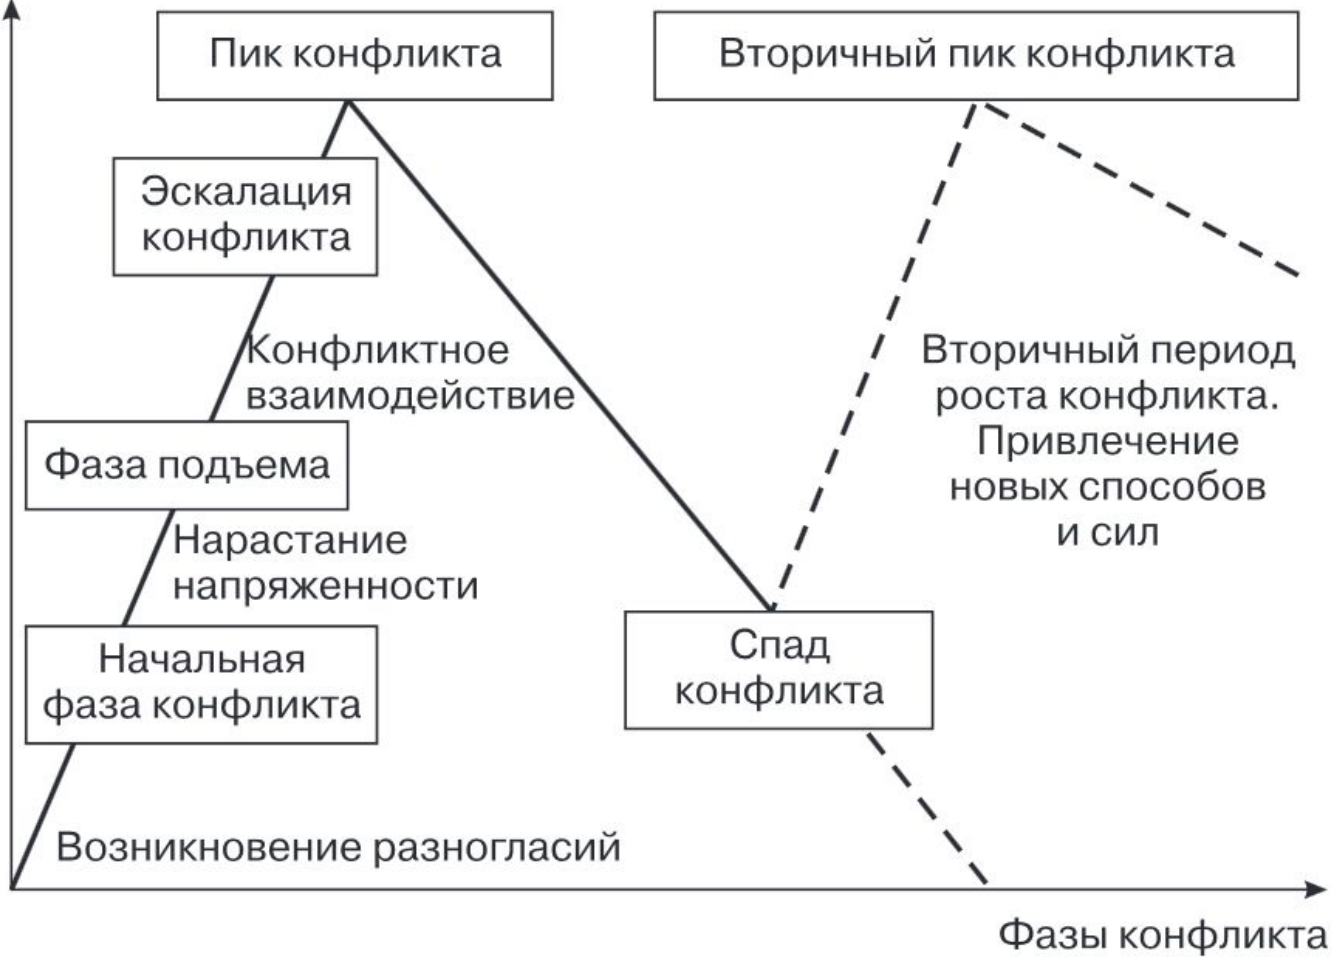 Пик конфликта
Вторичный пик конфликта
Эскалация
конфликта
Конфликтное
взаимодействие
Вторичный период
роста конфликта.
Привлечение
новых способов
и сил
Фаза подъема
Нарастание
напряженности
Начальная
фаза конфликта
Спад
конфликта
Возникновение разногласий
Фазы конфликта